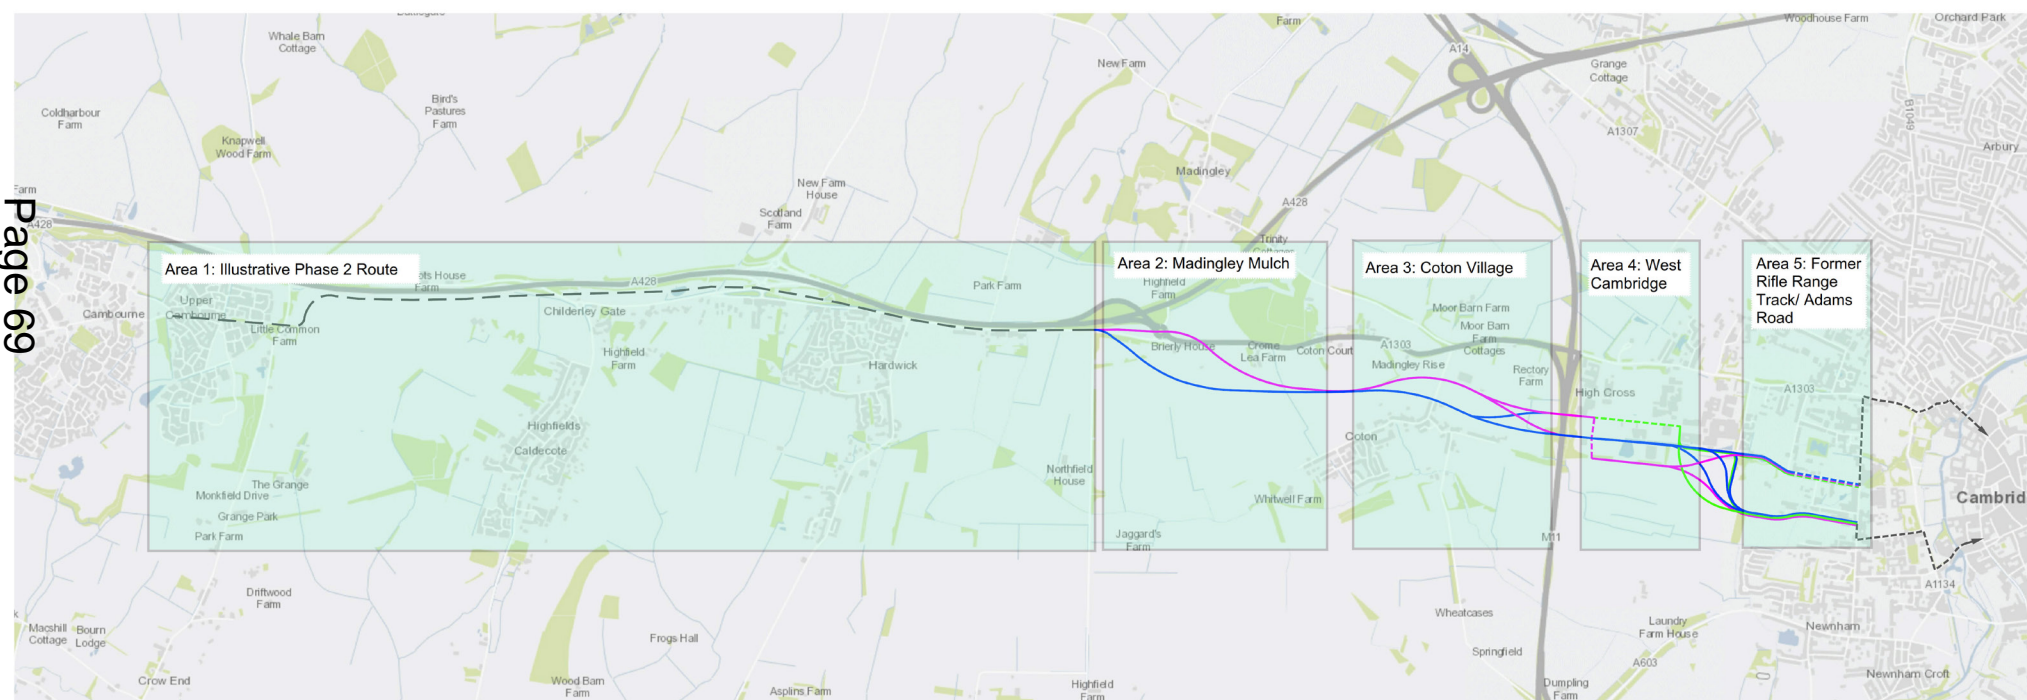 Page 69
Whale Barn
Cottage
Farm
Woodhouse Farm
Orchard Park
A14
New Farm
Grange
Cottage
Bird's
Pastures
Farm
Coldharbour
Farm
B1049
A1307
Knapwell
Wood Farm
Arbury
Madingley
New Farm
House
Farm
A428
Scotland
Farm
A428
Trinity
Cottages
Area 1: Illustrative Phase 2 Route
Area 2: Madingley Mulch
Area 3: Coton Village
Area 4: West
Cambridge
Area 5: Former
Rifle Range
Track/ Adams
Road
House
Farm
A428
Park Farm
Highfield
Farm
Upper
Cambourne
Cambourne
Little Common
Farm
Childerley Gate
Moor Barn Farm
Moor Barn
Farm
Cottages
Highfield
Farm
Hardwick
Brierly House
Crome
Lea Farm
Coton Court
A1303
Madingley Rise
Rectory
Farm
High Cross
A1303
Highfields
Caldecote
Coton
The Grange
Monkfield Drive
Grange Park
Park Farm
Northfield
House
Whitwell Farm
Jaggard's
Farm
M11
Cambrid
A1134
Driftwood
Farm
Macshill
Cottage
Bourn
Lodge
Frogs Hall
Wheatcases
Laundry
Farm House
Newnham
Springfield
A603
Newnham Croft
Crow End
Wood Barn
Farm
Asplins Farm
Highfield
Farm
Dumpling
Farm